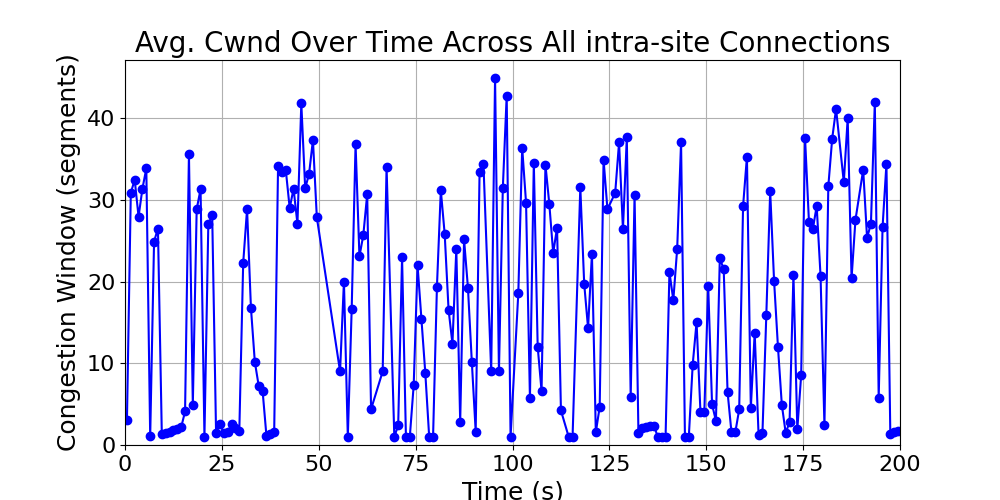 Avg. Cwnd Over Time Across All intra-site Connections
Congestion Window (segments)
40
30
20
10
0
0 25 50 75 100 125 150 175 200
Time (s)